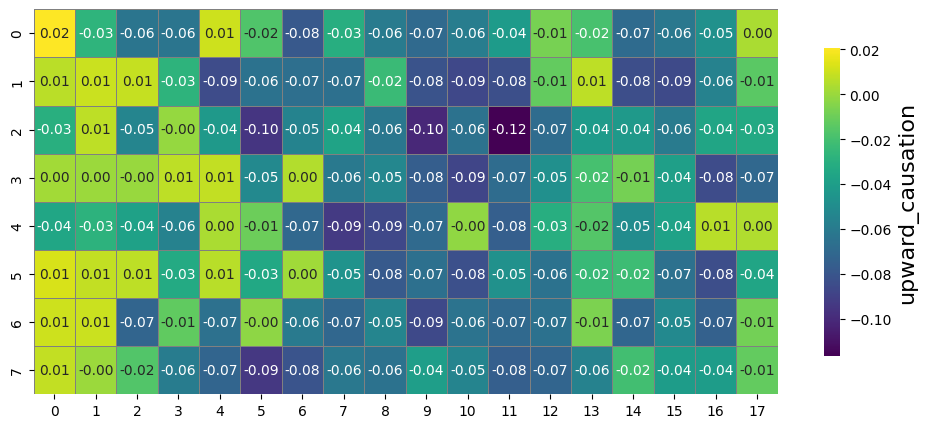 0 0.02 -0.03 -0.06 -0.06 0.01 -0.02 -0.08 -0.03 -0.06 -0.07 -0.06 -0.04 -0.01 -0.02 -0.07 -0.06 -0.05 0.00
1 0.01 0.01 0.01 -0.03 -0.09 -0.06 -0.07 -0.07 -0.02 -0.08 -0.09 -0.08 -0.01 0.01 -0.08 -0.09 -0.06 -0.01
2 -0.03 0.01 -0.05 -0.00 -0.04 -0.10 -0.05 -0.04 -0.06 -0.10 -0.06 -0.12 -0.07 -0.04 -0.04 -0.06 -0.04 -0.03
3 0.00 0.00 -0.00 0.01 0.01 -0.05 0.00 -0.06 -0.05 -0.08 -0.09 -0.07 -0.05 -0.02 -0.01 -0.04 -0.08 -0.07
4 -0.04 -0.03 -0.04 -0.06 0.00 -0.01 -0.07 -0.09 -0.09 -0.07 -0.00 -0.08 -0.03 -0.02 -0.05 -0.04 0.01 0.00
5 0.01 0.01 0.01 -0.03 0.01 -0.03 0.00 -0.05 -0.08 -0.07 -0.08 -0.05 -0.06 -0.02 -0.02 -0.07 -0.08 -0.04
6 0.01 0.01 -0.07 -0.01 -0.07 -0.00 -0.06 -0.07 -0.05 -0.09 -0.06 -0.07 -0.07 -0.01 -0.07 -0.05 -0.07 -0.01
7 0.01 -0.00 -0.02 -0.06 -0.07 -0.09 -0.08 -0.06 -0.06 -0.04 -0.05 -0.08 -0.07 -0.06 -0.02 -0.04 -0.04 -0.01
0 1 2 3 4 5 6 7 8 9 10 11 12 13 14 15 16 17
0.02
0.00
−0.02
−0.04
−0.06
−0.08
−0.10
upward_causation